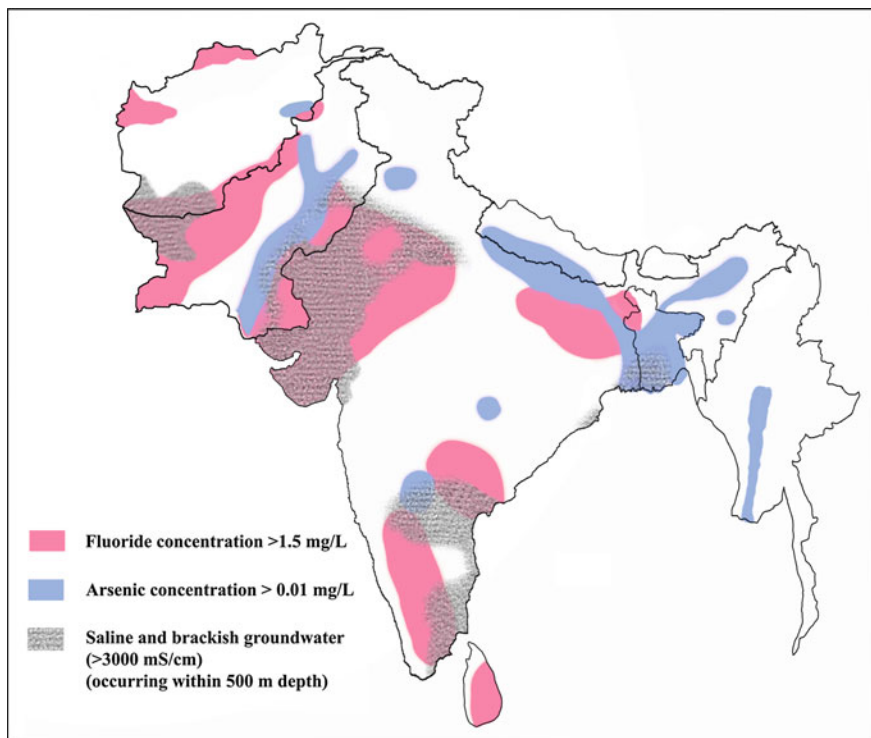 Fluoride concentration >1.5 mg/L
Arsenic concentration > 0.01 mg/L
Saline and brackish groundwater
(>3000 mS/cm)
(occurring within 500 m depth)